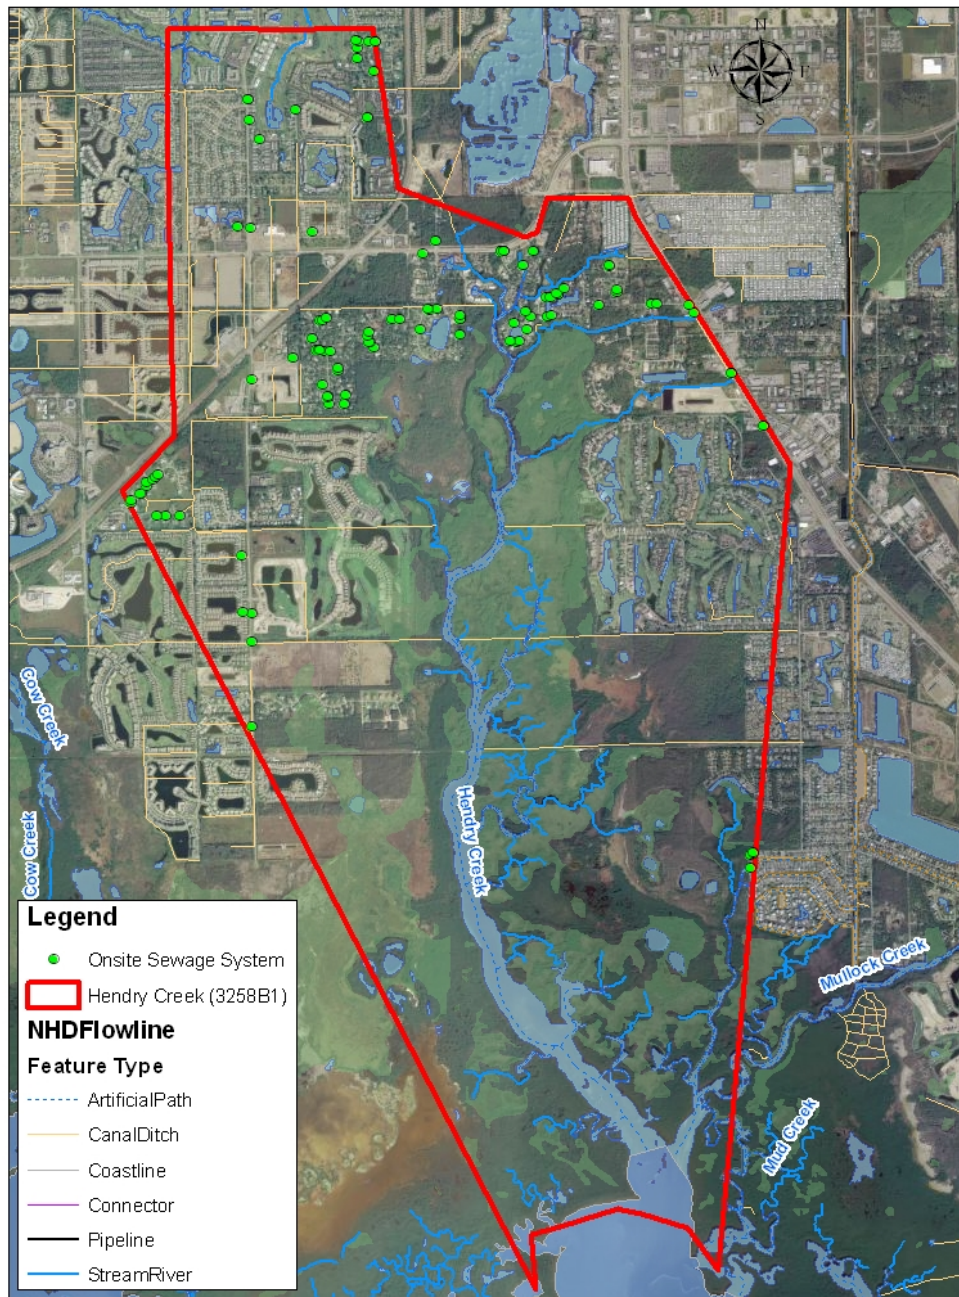 N
W
E
S
Cow Creek
Cow Creek
Hendry Creek
Mullock Creek
Mud Creek
Legend
Onsite Sewage System
Hendry Creek (3258B1)
NHDFlowline
Feature Type
ArtificialPath
CanalDitch
Coastline
Connector
Pipeline
StreamRiver